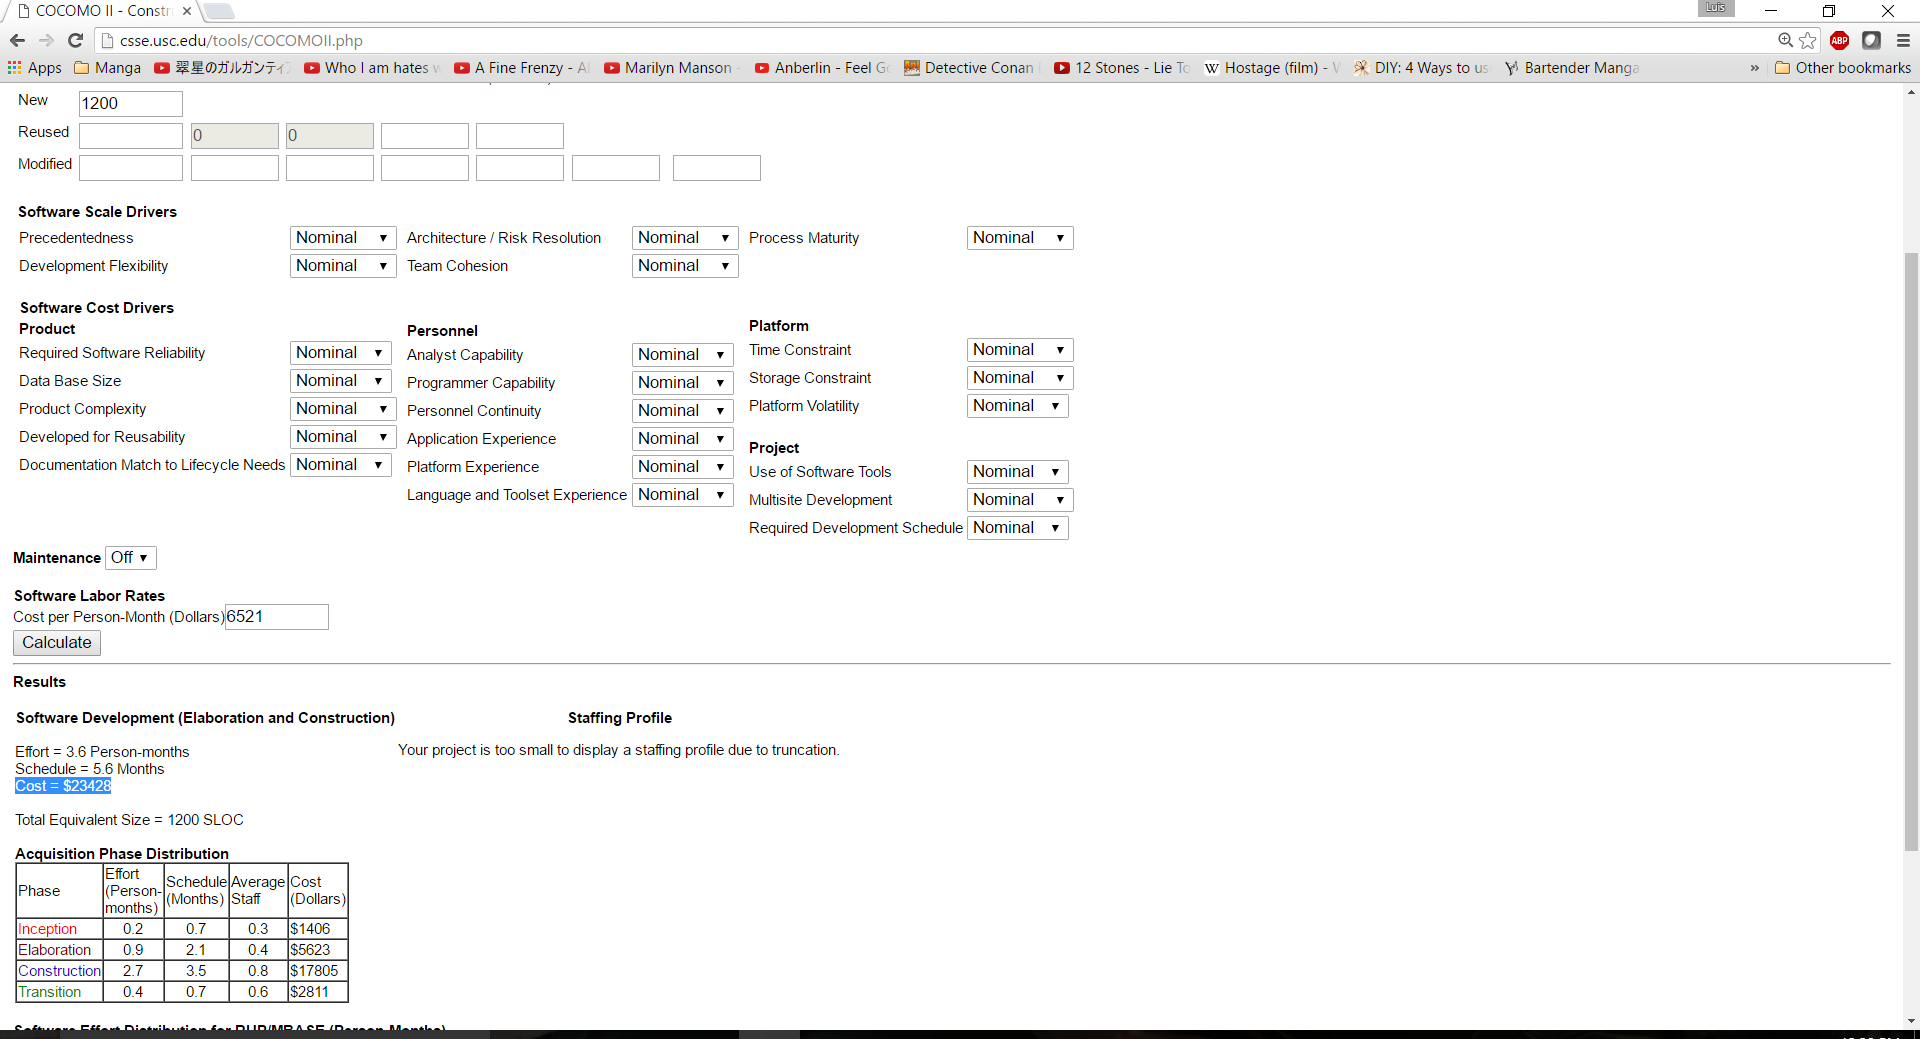 COCOMO II - Constr
Luis
csse.usc.edu/tools/COCOMOII.php
ABP
Apps Manga 翠星のガルガンティ Who I am hates A Fine Frenzy - Al Marilyn Manson - Anberlin - Feel G Detective Conan 12 Stones - Lie To W Hostage (film) - DIY: 4 Ways to us Bartender Manga » Other bookmarks
New 1200
Reused 0 0
Modified
Software Scale Drivers
Precedentedness Nominal Architecture / Risk Resolution Nominal Process Maturity Nominal
Development Flexibility Nominal Team Cohesion Nominal
Software Cost Drivers
Product
Required Software Reliability Nominal
Data Base Size Nominal
Product Complexity Nominal
Developed for Reusability Nominal
Documentation Match to Lifecycle Needs Nominal
Personnel
Analyst Capability Nominal
Programmer Capability Nominal
Personnel Continuity Nominal
Application Experience Nominal
Platform Experience Nominal
Language and Toolset Experience Nominal
Platform
Time Constraint Nominal
Storage Constraint Nominal
Platform Volatility Nominal
Project
Use of Software Tools Nominal
Multisite Development Nominal
Required Development Schedule Nominal
Maintenance Off
Software Labor Rates
Cost per Person-Month (Dollars) 6521
Calculate
Results
Software Development (Elaboration and Construction)
Effort = 3.6 Person-months
Schedule = 5.6 Months
Cost = $23428
Total Equivalent Size = 1200 SLOC
Staffing Profile
Your project is too small to display a staffing profile due to truncation.
Acquisition Phase Distribution
Phase Effort (Person-months) Schedule (Months) Average Staff Cost (Dollars)
Inception 0.2 0.7 0.3 $1406
Elaboration 0.9 2.1 0.4 $5623
Construction 2.7 3.5 0.8 $17805
Transition 0.4 0.7 0.6 $2811
Software Effort Distribution for RUP/MBASE (Person-Months)